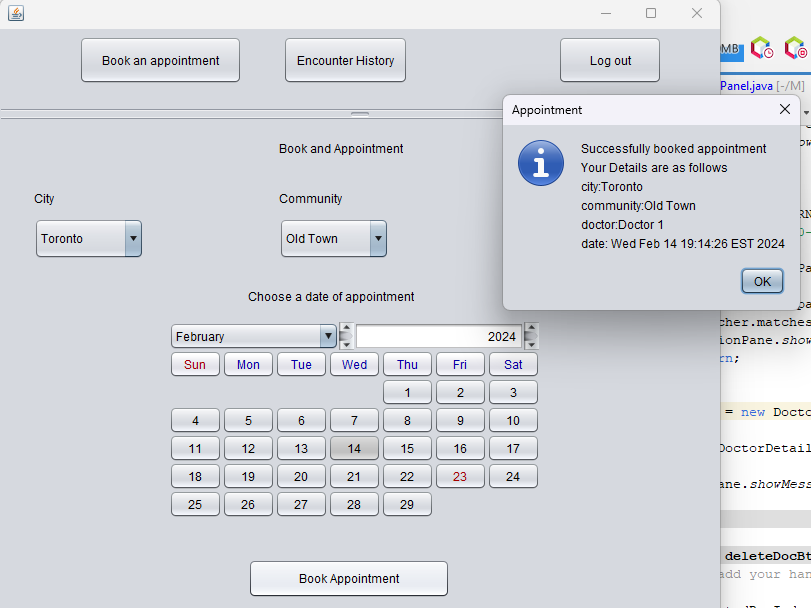 Book an appointment
Encounter History
Log out
MB
Panel.java [-/M]
Appointment
Successfully booked appointment
Your Details are as follows
city:Toronto
community:Old Town
doctor:Doctor 1
date: Wed Feb 14 19:14:26 EST 2024
OK
Book and Appointment
City
Community
Toronto
Old Town
Choose a date of appointment
February
2024
Sun Mon Tue Wed Thu Fri Sat
1 2 3
4 5 6 7 8 9 10
11 12 13 14 15 16 17
18 19 20 21 22 23 24
25 26 27 28 29
Book Appointment
cher.matches
ionPane.show
rn;
= new Docto
DoctorDetail
ane.showMess
deleteDocBt
add your han